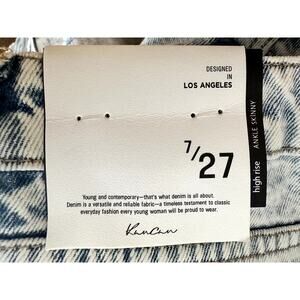 DESIGNED
IN
LOS ANGELES
7/27
Young and contemporary—that's what denim is all about.
Denim is a versatile and reliable fabric—a timeless testament to classic
everyday fashion every young woman will be proud to wear.
KanCan
high rise
ANKLE SKINNY